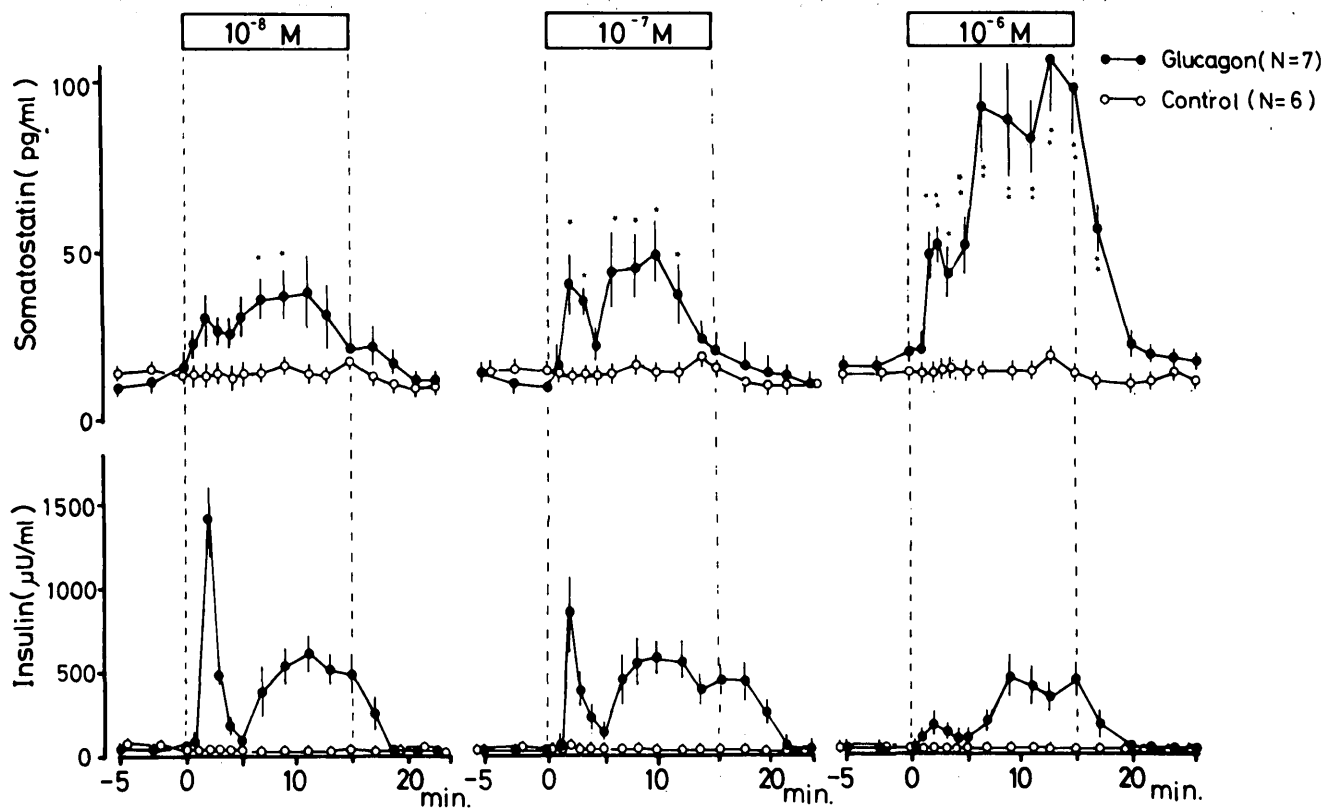 10⁻⁸ M 10⁻⁷ M 10⁻⁶ M
Glucagon (N=7)
Control (N=6)
Somatostatin (pg/ml)
100
50
0
Insulin (μU/ml)
1500
1000
500
0
-5 0 10 20 min. -5 0 10 20 min. -5 0 10 20 min.